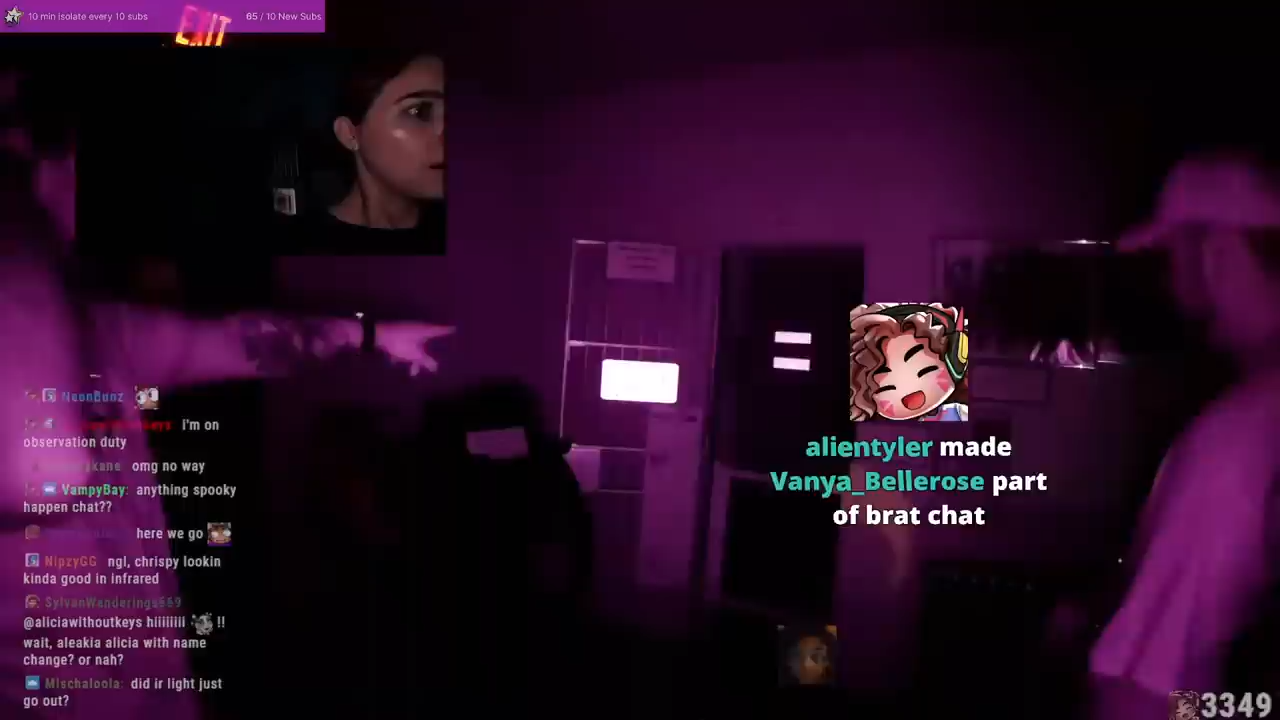 10 min isolate every 10 subs
65 / 10 New Subs
EXIT
alientyler made
Vanya_Bellerose part
of brat chat
NeonBunz
i'm on
observation duty
omg no way
VampyBay: anything spooky
happen chat??
here we go
NipzyGG ngl, chrispy lookin
kinda good in infrared
SylvanWanderings669
@aliciawithoutkeys hiiiiiii !!
wait, aleakia alicia with name
change? or nah?
Mischaloola: did ir light just
go out?
3349